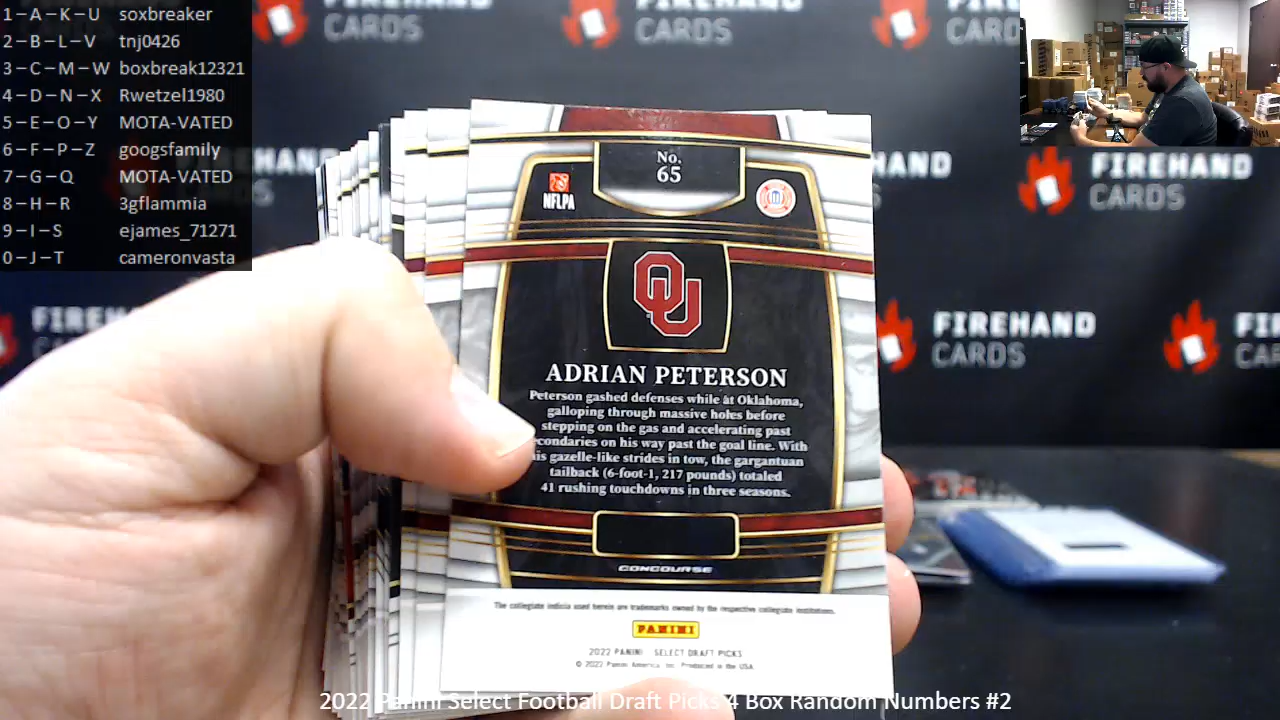 1-A-K-U soxbreaker
2-B-L-V tnj0426
3-C-M-W boxbreak12321
4-D-N-X Rwetzel1980
5-E-O-Y MOTA-VATED
6-F-P-Z googsfamily
7-G-Q MOTA-VATED
8-H-R 3gflammia
9-I-S ejames_71271
0-J-T cameronvasta
CARDS
CARDS
FIREHAND
CARDS
FIREHAND
CARDS
No.
65
NFLPA
OU
ADRIAN PETERSON
Peterson gashed defenses while at Oklahoma,
galloping through massive holes before
stepping on the gas and accelerating past
econdaries on his way past the goal line. With
his gazelle-like strides in tow, the gargantuan
tailback (6-foot-1, 217 pounds) totaled
41 rushing touchdowns in three seasons.
CONCOURSE
The collegiate indicia used herein are trademarks owned by the respective collegiate institutions.
PANINI
2022 PANINI SELECT DRAFT PICKS
© 2022 Panini America, Inc. Produced in the USA
2022 Panini Select Football Draft Picks 4 Box Random Numbers #2